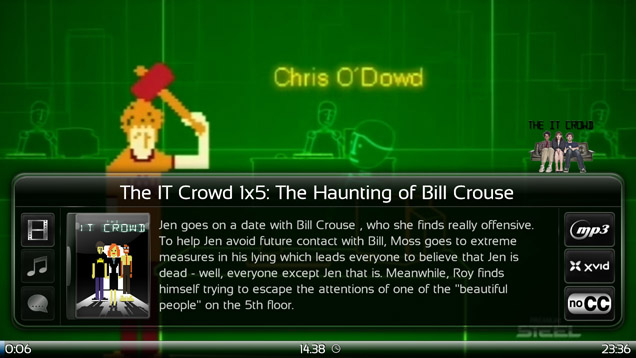 Chris O'Dowd
THE IT CROWD
The IT Crowd 1x5: The Haunting of Bill Crouse
IT CROWD
Jen goes on a date with Bill Crouse , who she finds really offensive.
To help Jen avoid future contact with Bill, Moss goes to extreme
measures in his lying which leads everyone to believe that Jen is
dead - well, everyone except Jen that is. Meanwhile, Roy finds
himself trying to escape the attentions of one of the "beautiful
people" on the 5th floor.
mp3
xvid
no CC
STEEL
0:06
14.38
23:36